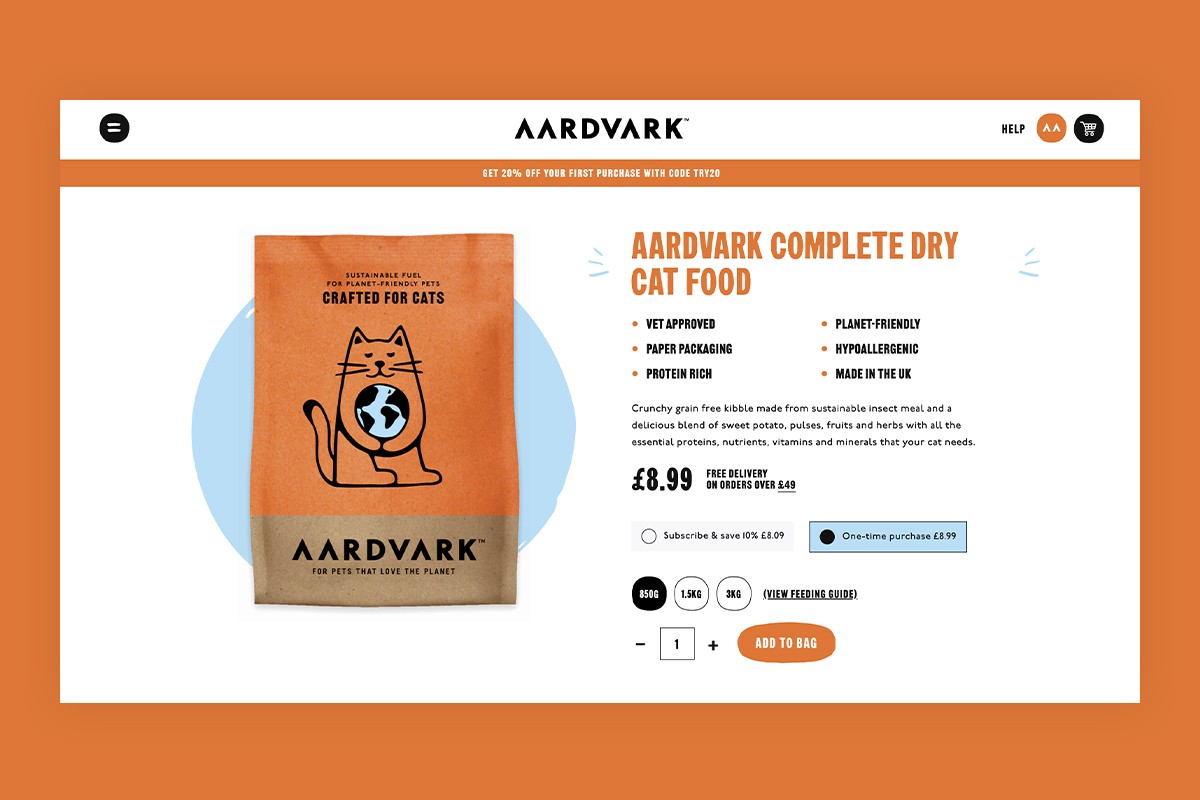 AARDVARK™
HELP
AA
GET 20% OFF YOUR FIRST PURCHASE WITH CODE TRY20
SUSTAINABLE FUEL
FOR PLANET-FRIENDLY PETS
CRAFTED FOR CATS
AARDVARK™
FOR PETS THAT LOVE THE PLANET
AARDVARK COMPLETE DRY
CAT FOOD
VET APPROVED
PLANET-FRIENDLY
PAPER PACKAGING
HYPOALLERGENIC
PROTEIN RICH
MADE IN THE UK
Crunchy grain free kibble made from sustainable insect meal and a
delicious blend of sweet potato, pulses, fruits and herbs with all the
essential proteins, nutrients, vitamins and minerals that your cat needs.
£8.99
FREE DELIVERY
ON ORDERS OVER £49
Subscribe & save 10% £8.09
One-time purchase £8.99
850G
1.5KG
3KG
(VIEW FEEDING GUIDE)
− 1 +
ADD TO BAG